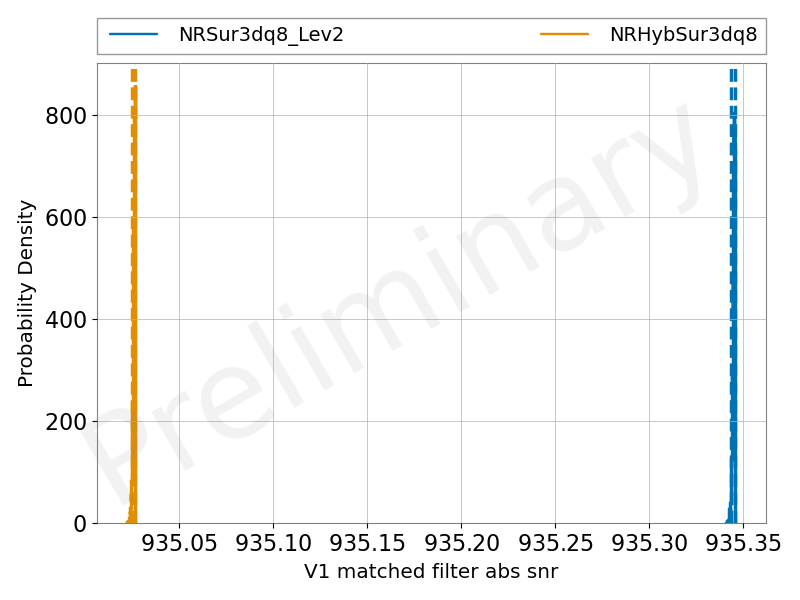 NRSur3dq8_Lev2 NRHybSur3dq8
800
600
400
200
0
Probability Density
Preliminary
935.05 935.10 935.15 935.20 935.25 935.30 935.35
V1 matched filter abs snr